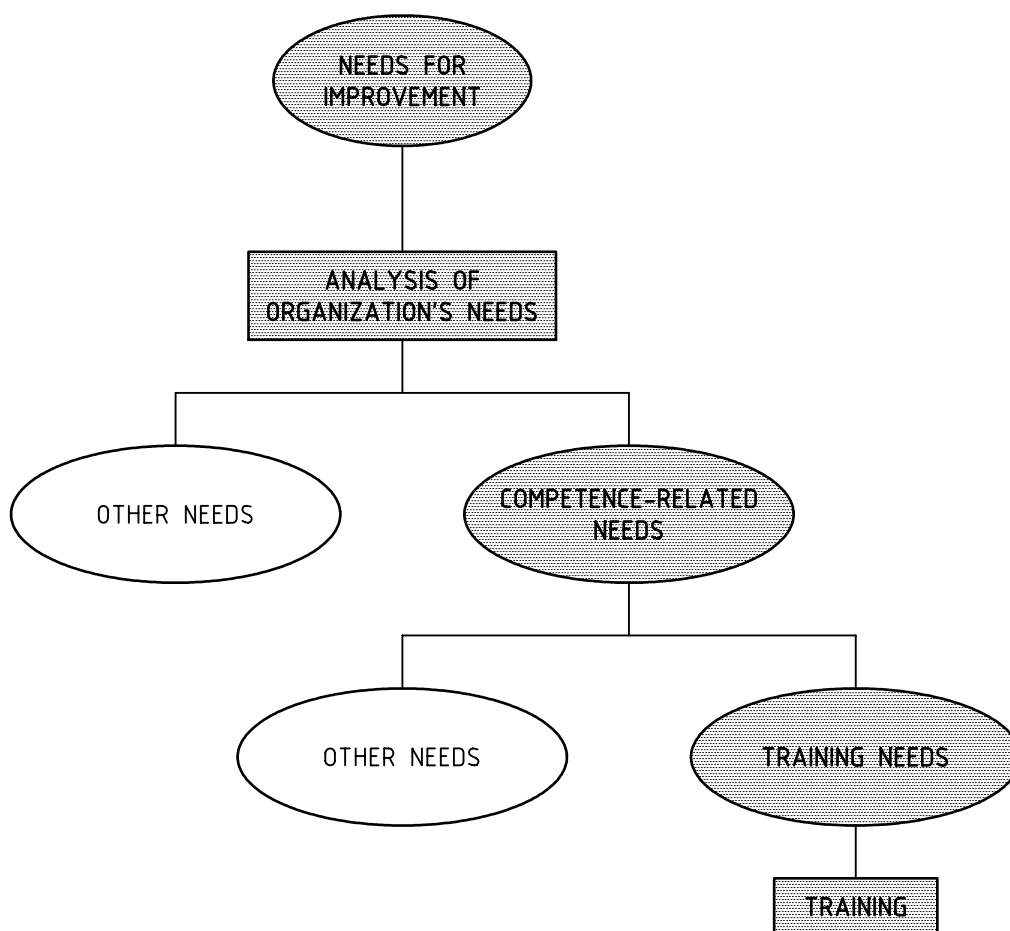 NEEDS FOR
IMPROVEMENT
ANALYSIS OF
ORGANIZATION'S NEEDS
OTHER NEEDS
COMPETENCE-RELATED
NEEDS
OTHER NEEDS
TRAINING NEEDS
TRAINING